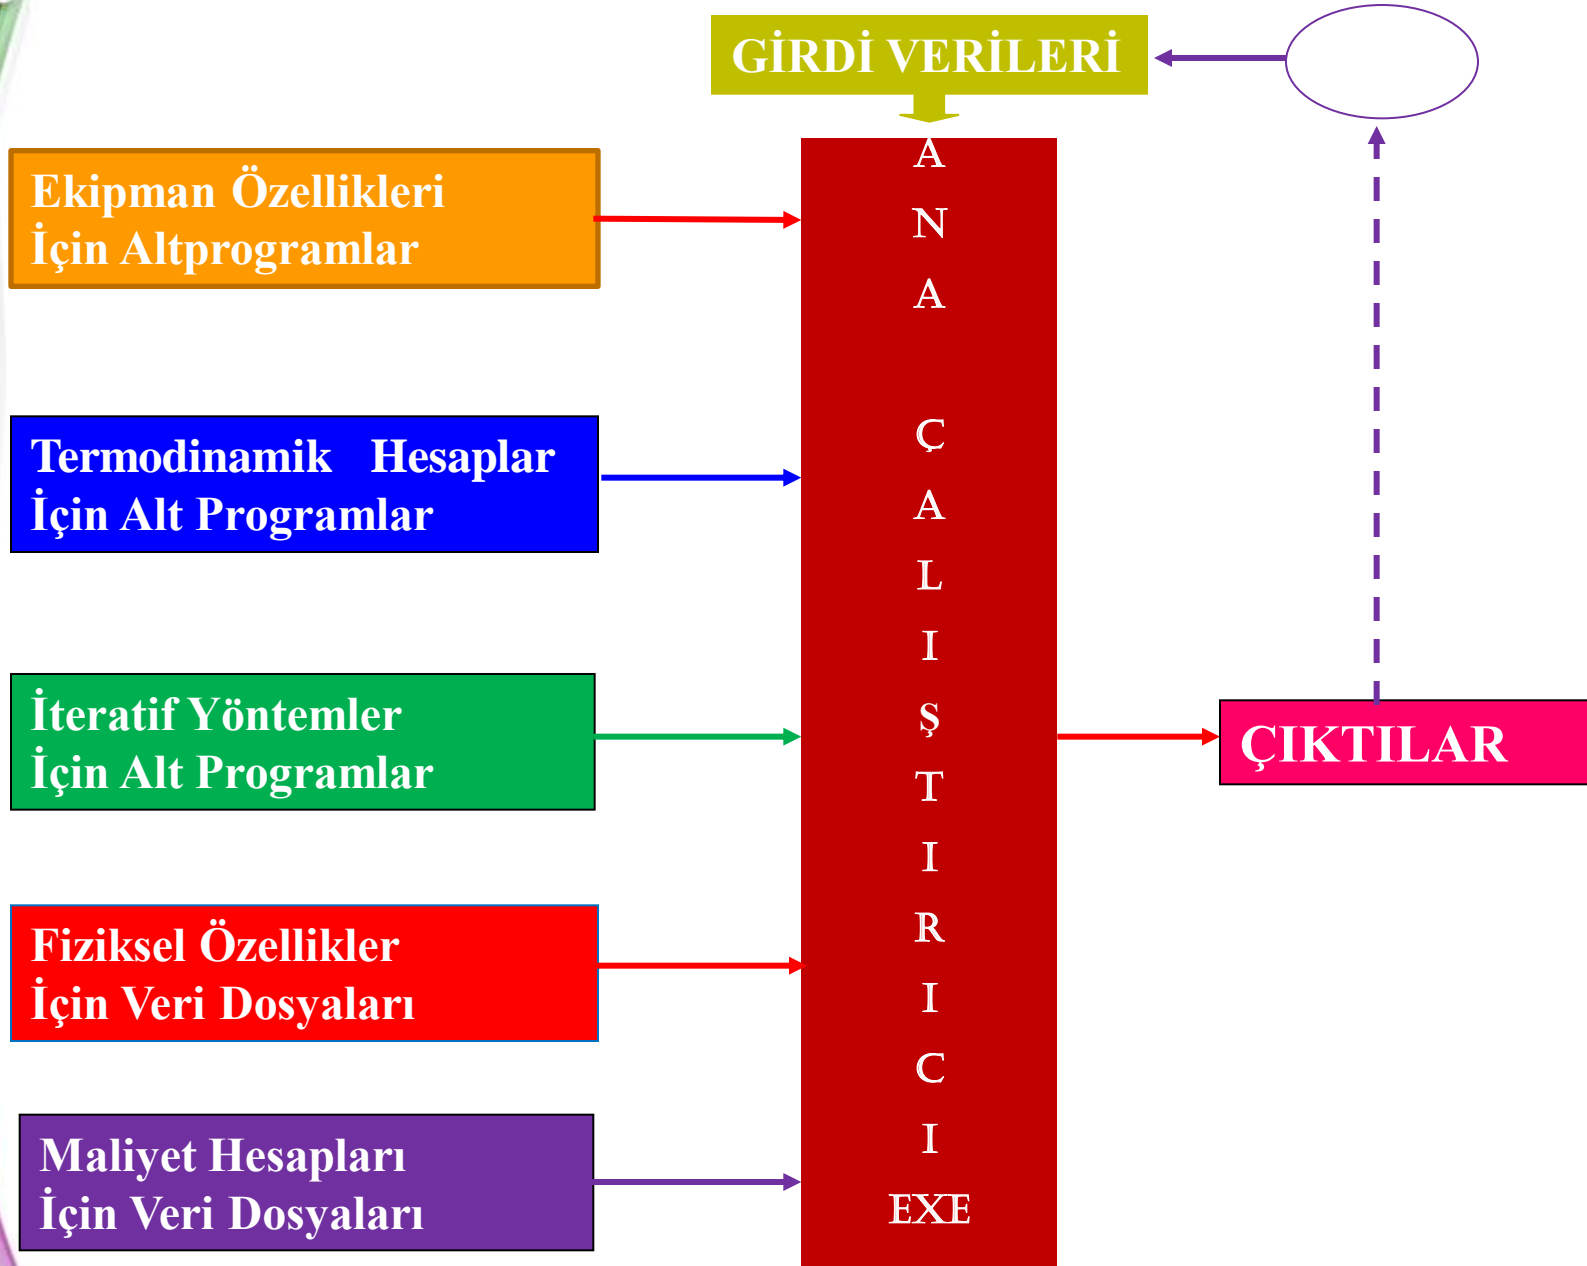 GİRDİ VERİLERİ
Ekipman Özellikleri
İçin Altprogramlar
Termodinamik Hesaplar
İçin Alt Programlar
İteratif Yöntemler
İçin Alt Programlar
Fiziksel Özellikler
İçin Veri Dosyaları
Maliyet Hesapları
İçin Veri Dosyaları
A
N
A
Ç
A
L
I
Ş
T
I
R
I
C
I
EXE
ÇIKTILAR